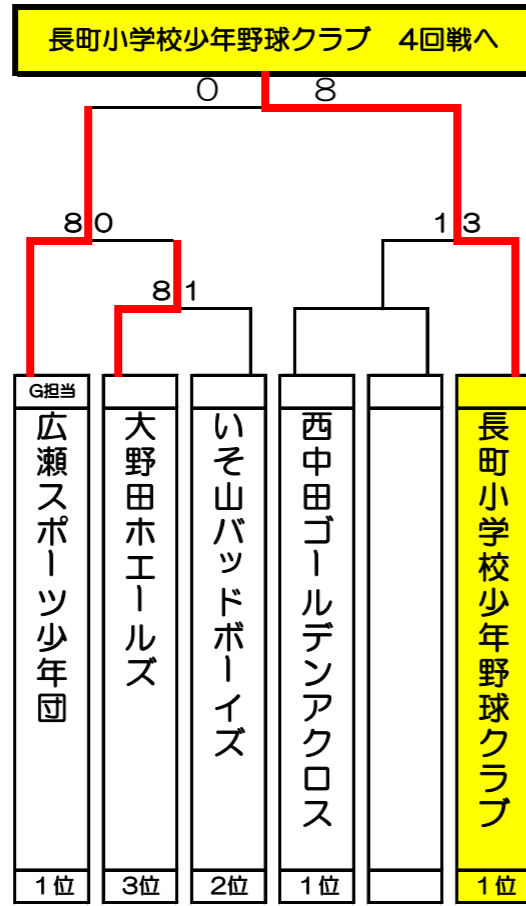 長町小学校少年野球クラブ　4回戦へ
0 8
8 0 1 3
8 1
G担当
広瀬スポーツ少年団
大野田ホエールズ
いそ山バッドボーイズ
西中田ゴールデンアクロス
長町小学校少年野球クラブ
1位 3位 2位 1位 1位